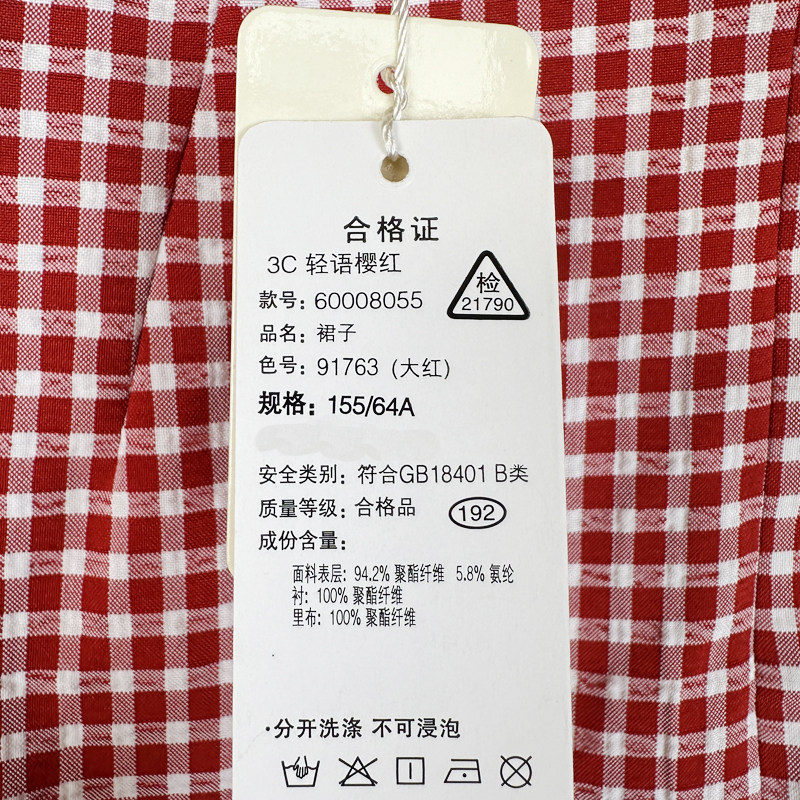 合格证
3C 轻语樱红
检
21790
款号: 60008055
品名: 裙子
色号: 91763 (大红)
规格: 155/64A
安全类别: 符合GB18401 B类
质量等级: 合格品
192
成份含量:
面料表层: 94.2% 聚酯纤维 5.8% 氨纶
衬: 100% 聚酯纤维
里布: 100% 聚酯纤维
·分开洗涤 不可浸泡